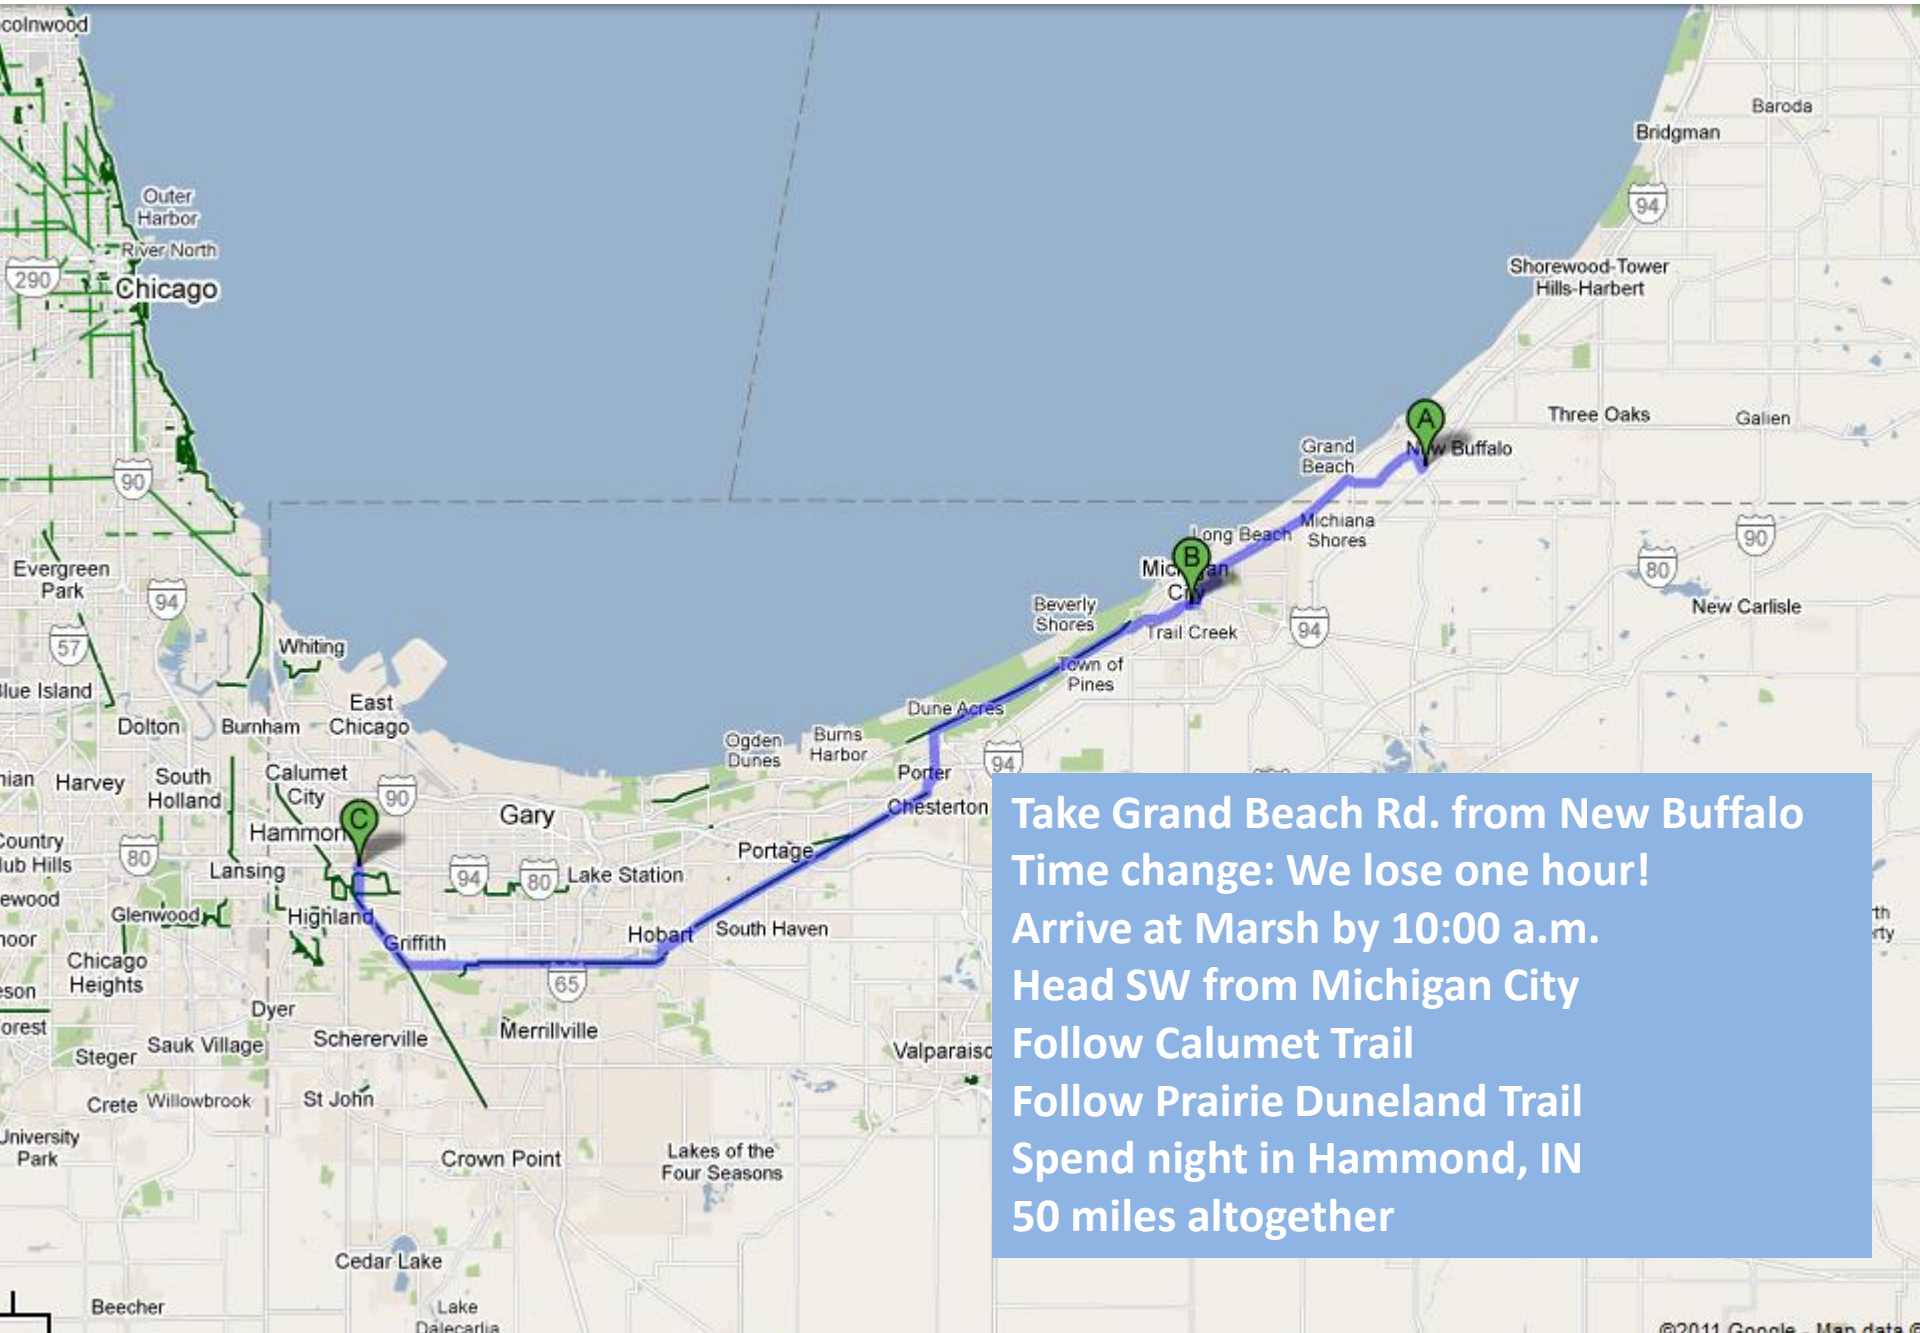 colnwood
Baroda
Bridgman
94
Outer
Harbor
River North
290
Chicago
Shorewood-Tower
Hills-Harbert
A
Three Oaks
Galien
Grand
Beach
New Buffalo
90
Michiana
Shores
Long Beach
90
B
Michigan
City
80
Evergreen
Park
94
Beverly
Shores
New Carlisle
Trail Creek
94
57
Whiting
Town of
Pines
Blue Island
East
Chicago
Dune Acres
Dolton
Burnham
Ogden
Dunes
Burns
Harbor
94
Harvey
South
Holland
Calumet
City
90
Porter
Chesterton
C
Gary
Hammon
Country
lub Hills
80
Portage
Lansing
94
80
Lake Station
ewood
Glenwood
Highland
Griffith
Hobart
South Haven
Chicago
Heights
65
Dyer
Merrillville
Schererville
Sauk Village
Steger
Valparaiso
Crete
Willowbrook
St John
University
Park
Crown Point
Lakes of the
Four Seasons
Cedar Lake
Beecher
Lake
Dalecarlia
Take Grand Beach Rd. from New Buffalo
Time change: We lose one hour!
Arrive at Marsh by 10:00 a.m.
Head SW from Michigan City
Follow Calumet Trail
Follow Prairie Duneland Trail
Spend night in Hammond, IN
50 miles altogether
©2011 Google - Map data ©